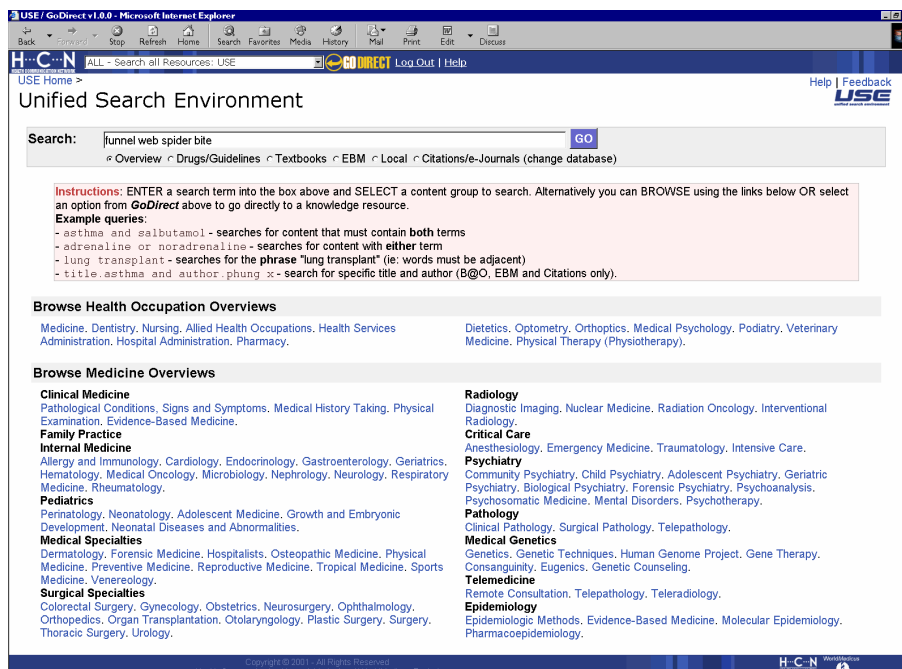 USE / GoDirect v1.0.0 - Microsoft Internet Explorer
Back Forward Stop Refresh Home Search Favorites Media History Mail Print Edit Discuss
H···C···N ALL - Search all Resources: USE GO DIRECT Log Out | Help
HEALTH COMMUNICATION NETWORK
USE Home >
Help | Feedback
Unified Search Environment
USE
unified search environment
Search: funnel web spider bite GO
Overview Drugs/Guidelines Textbooks EBM Local Citations/e-Journals (change database)
Instructions: ENTER a search term into the box above and SELECT a content group to search. Alternatively you can BROWSE using the links below OR select
an option from GoDirect above to go directly to a knowledge resource.
Example queries:
- asthma and salbutamol - searches for content that must contain both terms
- adrenaline or noradrenaline - searches for content with either term
- lung transplant - searches for the phrase "lung transplant" (ie: words must be adjacent)
- title.asthma and author.phung x - search for specific title and author (B@O, EBM and Citations only).
Browse Health Occupation Overviews
Medicine. Dentistry. Nursing. Allied Health Occupations. Health Services
Administration. Hospital Administration. Pharmacy.
Dietetics. Optometry. Orthoptics. Medical Psychology. Podiatry. Veterinary
Medicine. Physical Therapy (Physiotherapy).
Browse Medicine Overviews
Clinical Medicine
Pathological Conditions, Signs and Symptoms. Medical History Taking. Physical
Examination. Evidence-Based Medicine.
Family Practice
Internal Medicine
Allergy and Immunology. Cardiology. Endocrinology. Gastroenterology. Geriatrics.
Hematology. Medical Oncology. Microbiology. Nephrology. Neurology. Respiratory
Medicine. Rheumatology.
Pediatrics
Perinatology. Neonatology. Adolescent Medicine. Growth and Embryonic
Development. Neonatal Diseases and Abnormalities.
Medical Specialties
Dermatology. Forensic Medicine. Hospitalists. Osteopathic Medicine. Physical
Medicine. Preventive Medicine. Reproductive Medicine. Tropical Medicine. Sports
Medicine. Venereology.
Surgical Specialties
Colorectal Surgery. Gynecology. Obstetrics. Neurosurgery. Ophthalmology.
Orthopedics. Organ Transplantation. Otolaryngology. Plastic Surgery. Surgery.
Thoracic Surgery. Urology.
Radiology
Diagnostic Imaging. Nuclear Medicine. Radiation Oncology. Interventional
Radiology.
Critical Care
Anesthesiology. Emergency Medicine. Traumatology. Intensive Care.
Psychiatry
Community Psychiatry. Child Psychiatry. Adolescent Psychiatry. Geriatric
Psychiatry. Biological Psychiatry. Forensic Psychiatry. Psychoanalysis.
Psychosomatic Medicine. Mental Disorders. Psychotherapy.
Pathology
Clinical Pathology. Surgical Pathology. Telepathology.
Medical Genetics
Genetics. Genetic Techniques. Human Genome Project. Gene Therapy.
Consanguinity. Eugenics. Genetic Counseling.
Telemedicine
Remote Consultation. Telepathology. Teleradiology.
Epidemiology
Epidemiologic Methods. Evidence-Based Medicine. Molecular Epidemiology.
Pharmacoepidemiology.
Copyright © 2001 - All Rights Reserved
H···C···N WorldMedicus